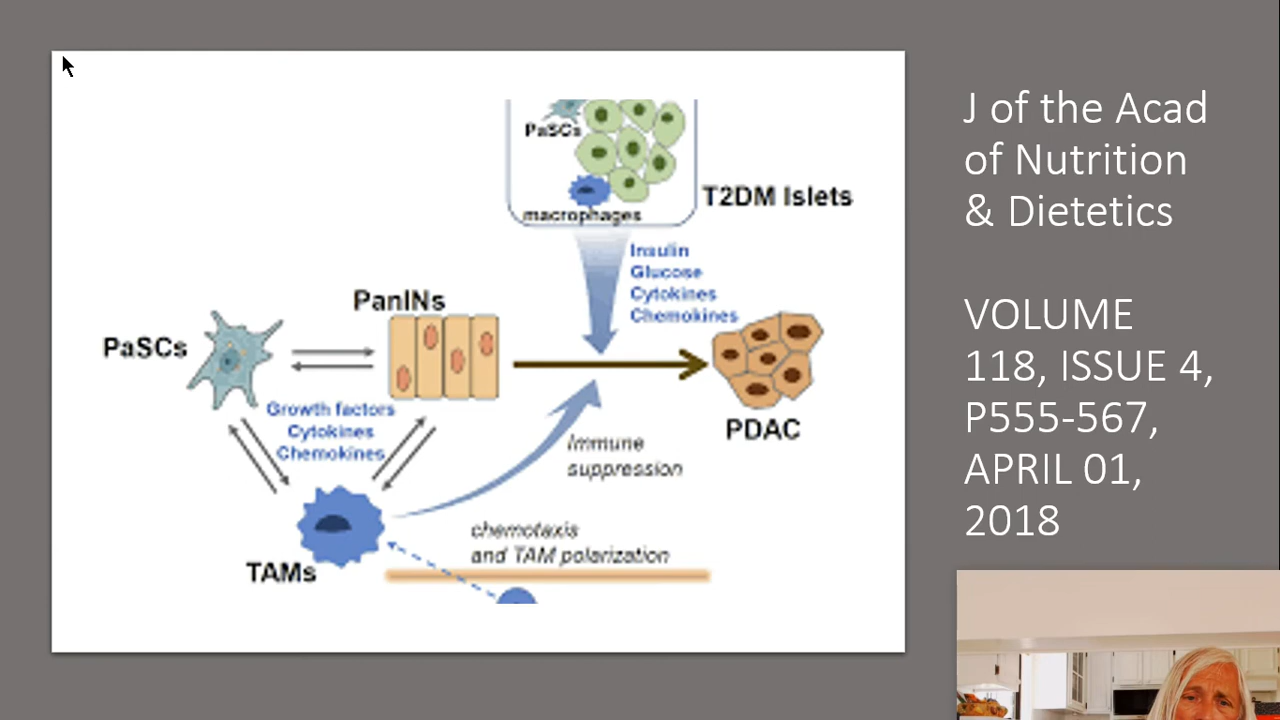 PaSCs
macrophages
T2DM Islets
Insulin
Glucose
Cytokines
Chemokines
PanINs
PaSCs
Growth factors
Cytokines
Chemokines
PDAC
Immune
suppression
chemotaxis
and TAM polarization
TAMs
J of the Acad
of Nutrition
& Dietetics
VOLUME
118, ISSUE 4,
P555-567,
APRIL 01,
2018